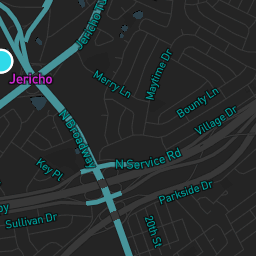 Jericho
Merry Ln
Maytime Dr
Bounty Ln
Village Dr
N Broadway
N Service Rd
Key Pl
Parkside Dr
Sullivan Dr
20th St